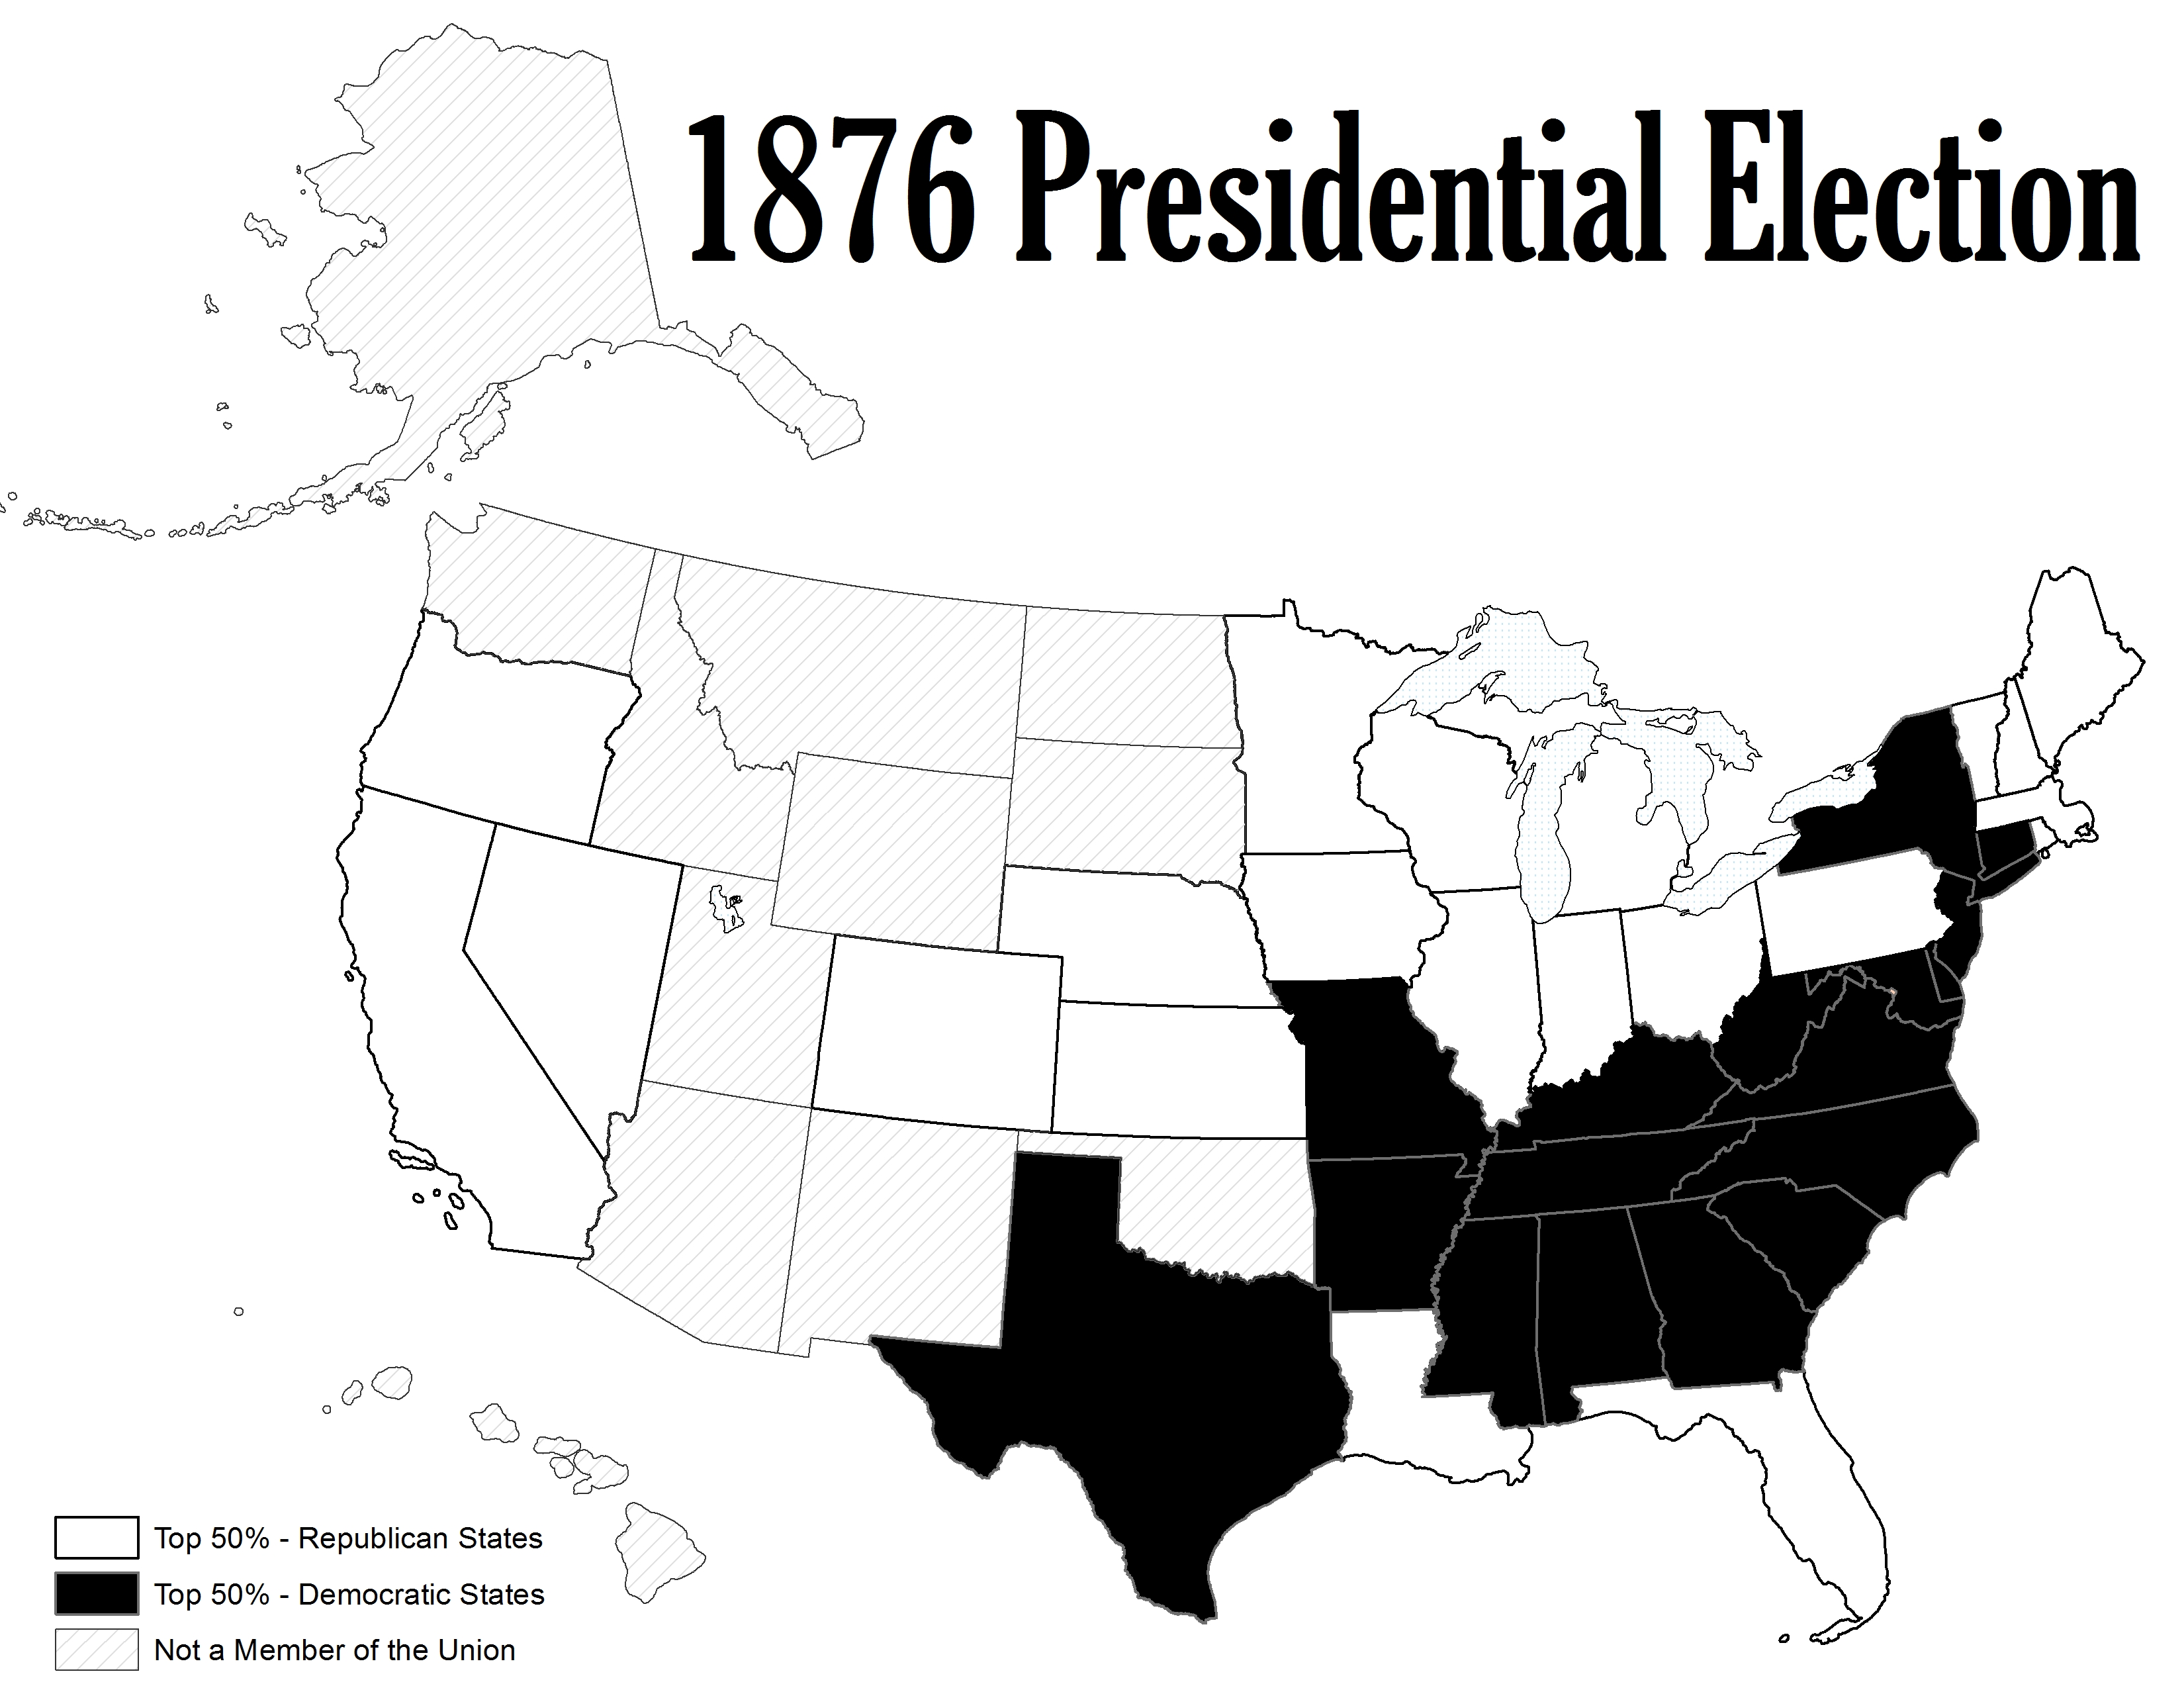 1876 Presidential Election
Top 50% - Republican States
Top 50% - Democratic States
Not a Member of the Union